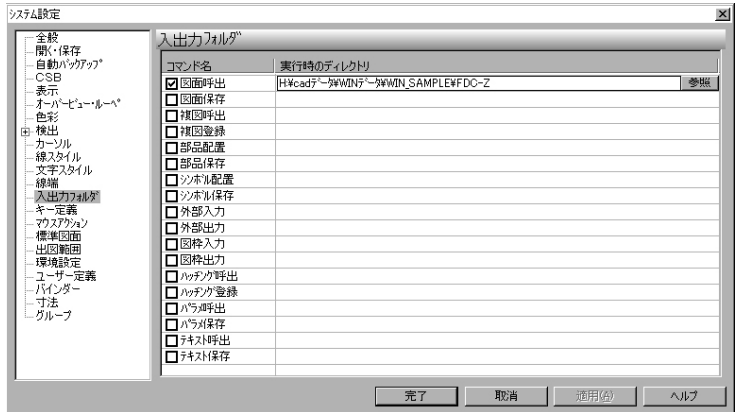 システム設定
全般
開く・保存
自動バックアップ
CSB
表示
オーバービュー・ルーペ
色彩
検出
カーソル
線スタイル
文字スタイル
線端
入出力フォルダ
キー定義
マウスアクション
標準図面
出図範囲
環境設定
ユーザー定義
バインダー
寸法
グループ
入出力フォルダ
コマンド名 実行時のディレクトリ
図面呼出 H:¥cadデータ¥WINデータ¥WIN_SAMPLE¥FDC-Z 参照
図面保存
複図呼出
複図登録
部品配置
部品保存
シンボル配置
シンボル保存
外部入力
外部出力
図枠入力
図枠出力
ハッチング呼出
ハッチング登録
パラメ呼出
パラメ保存
テキスト呼出
テキスト保存
完了 取消 適用(A) ヘルプ